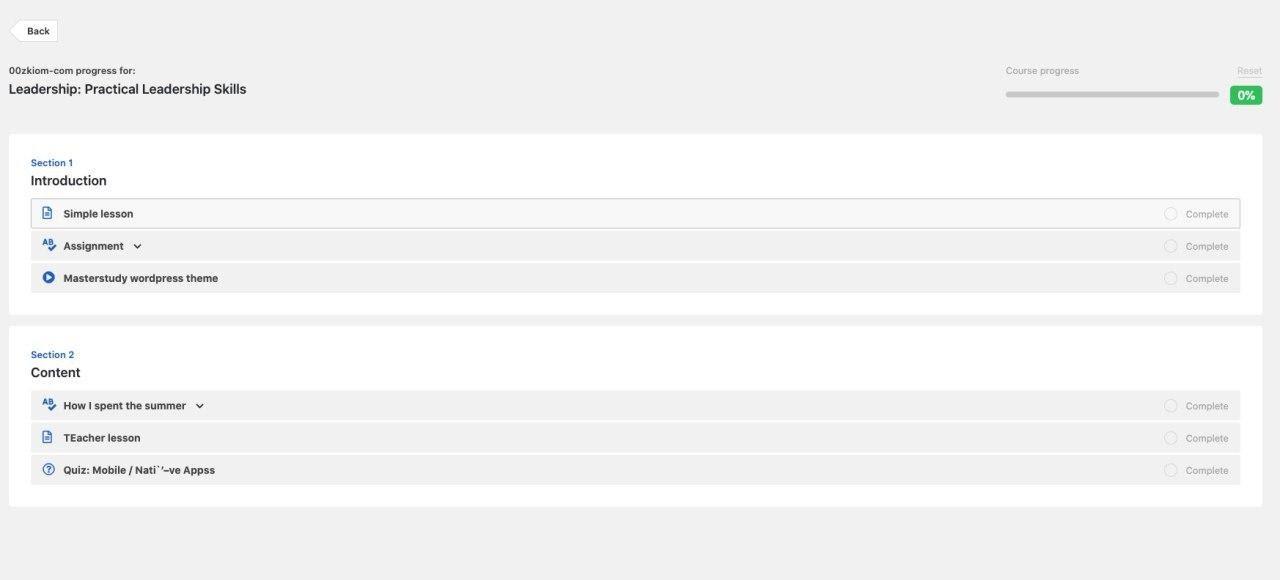 Back
00zkiom-com progress for:
Leadership: Practical Leadership Skills
Course progress
Reset
0%
Section 1
Introduction
Simple lesson
Complete
Assignment
Complete
Masterstudy wordpress theme
Complete
Section 2
Content
How I spent the summer
Complete
TEacher lesson
Complete
Quiz: Mobile / Nati`’–ve Appss
Complete